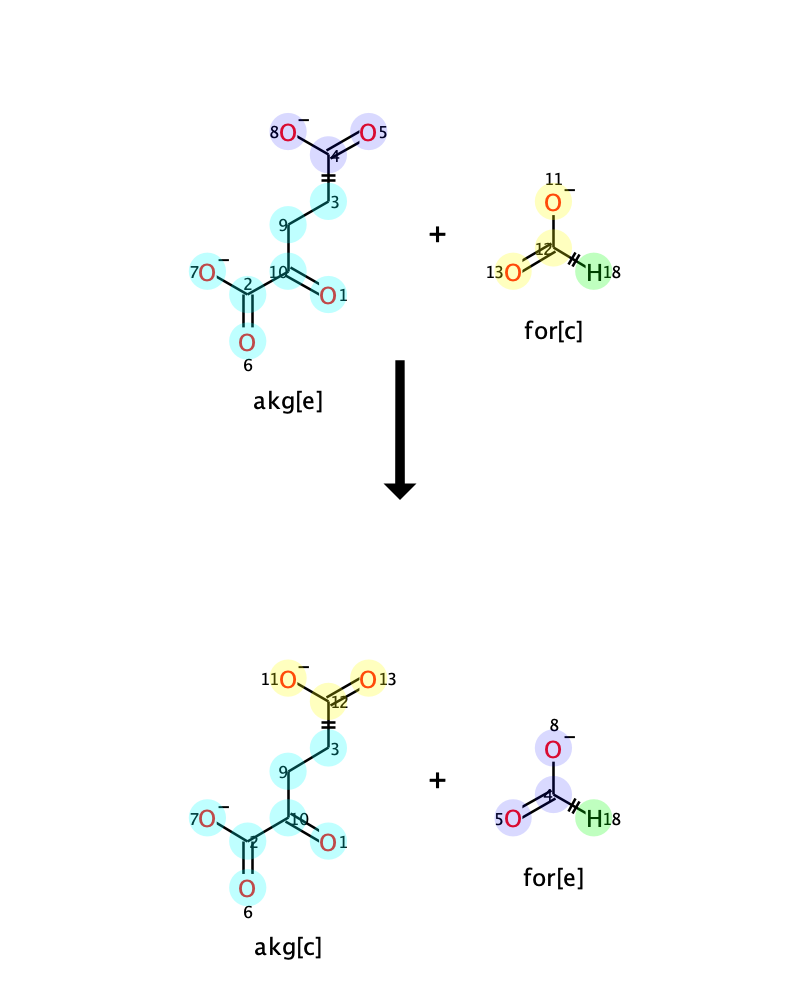 8O− O5
4
3
9
11
O−
+
7O− 2 10 O1
12
13O H18
O
6
for[c]
akg[e]
11O− O13
12
3
9
8
O−
+
7O− 2 10 O1
4
5O H18
O
6
for[e]
akg[c]